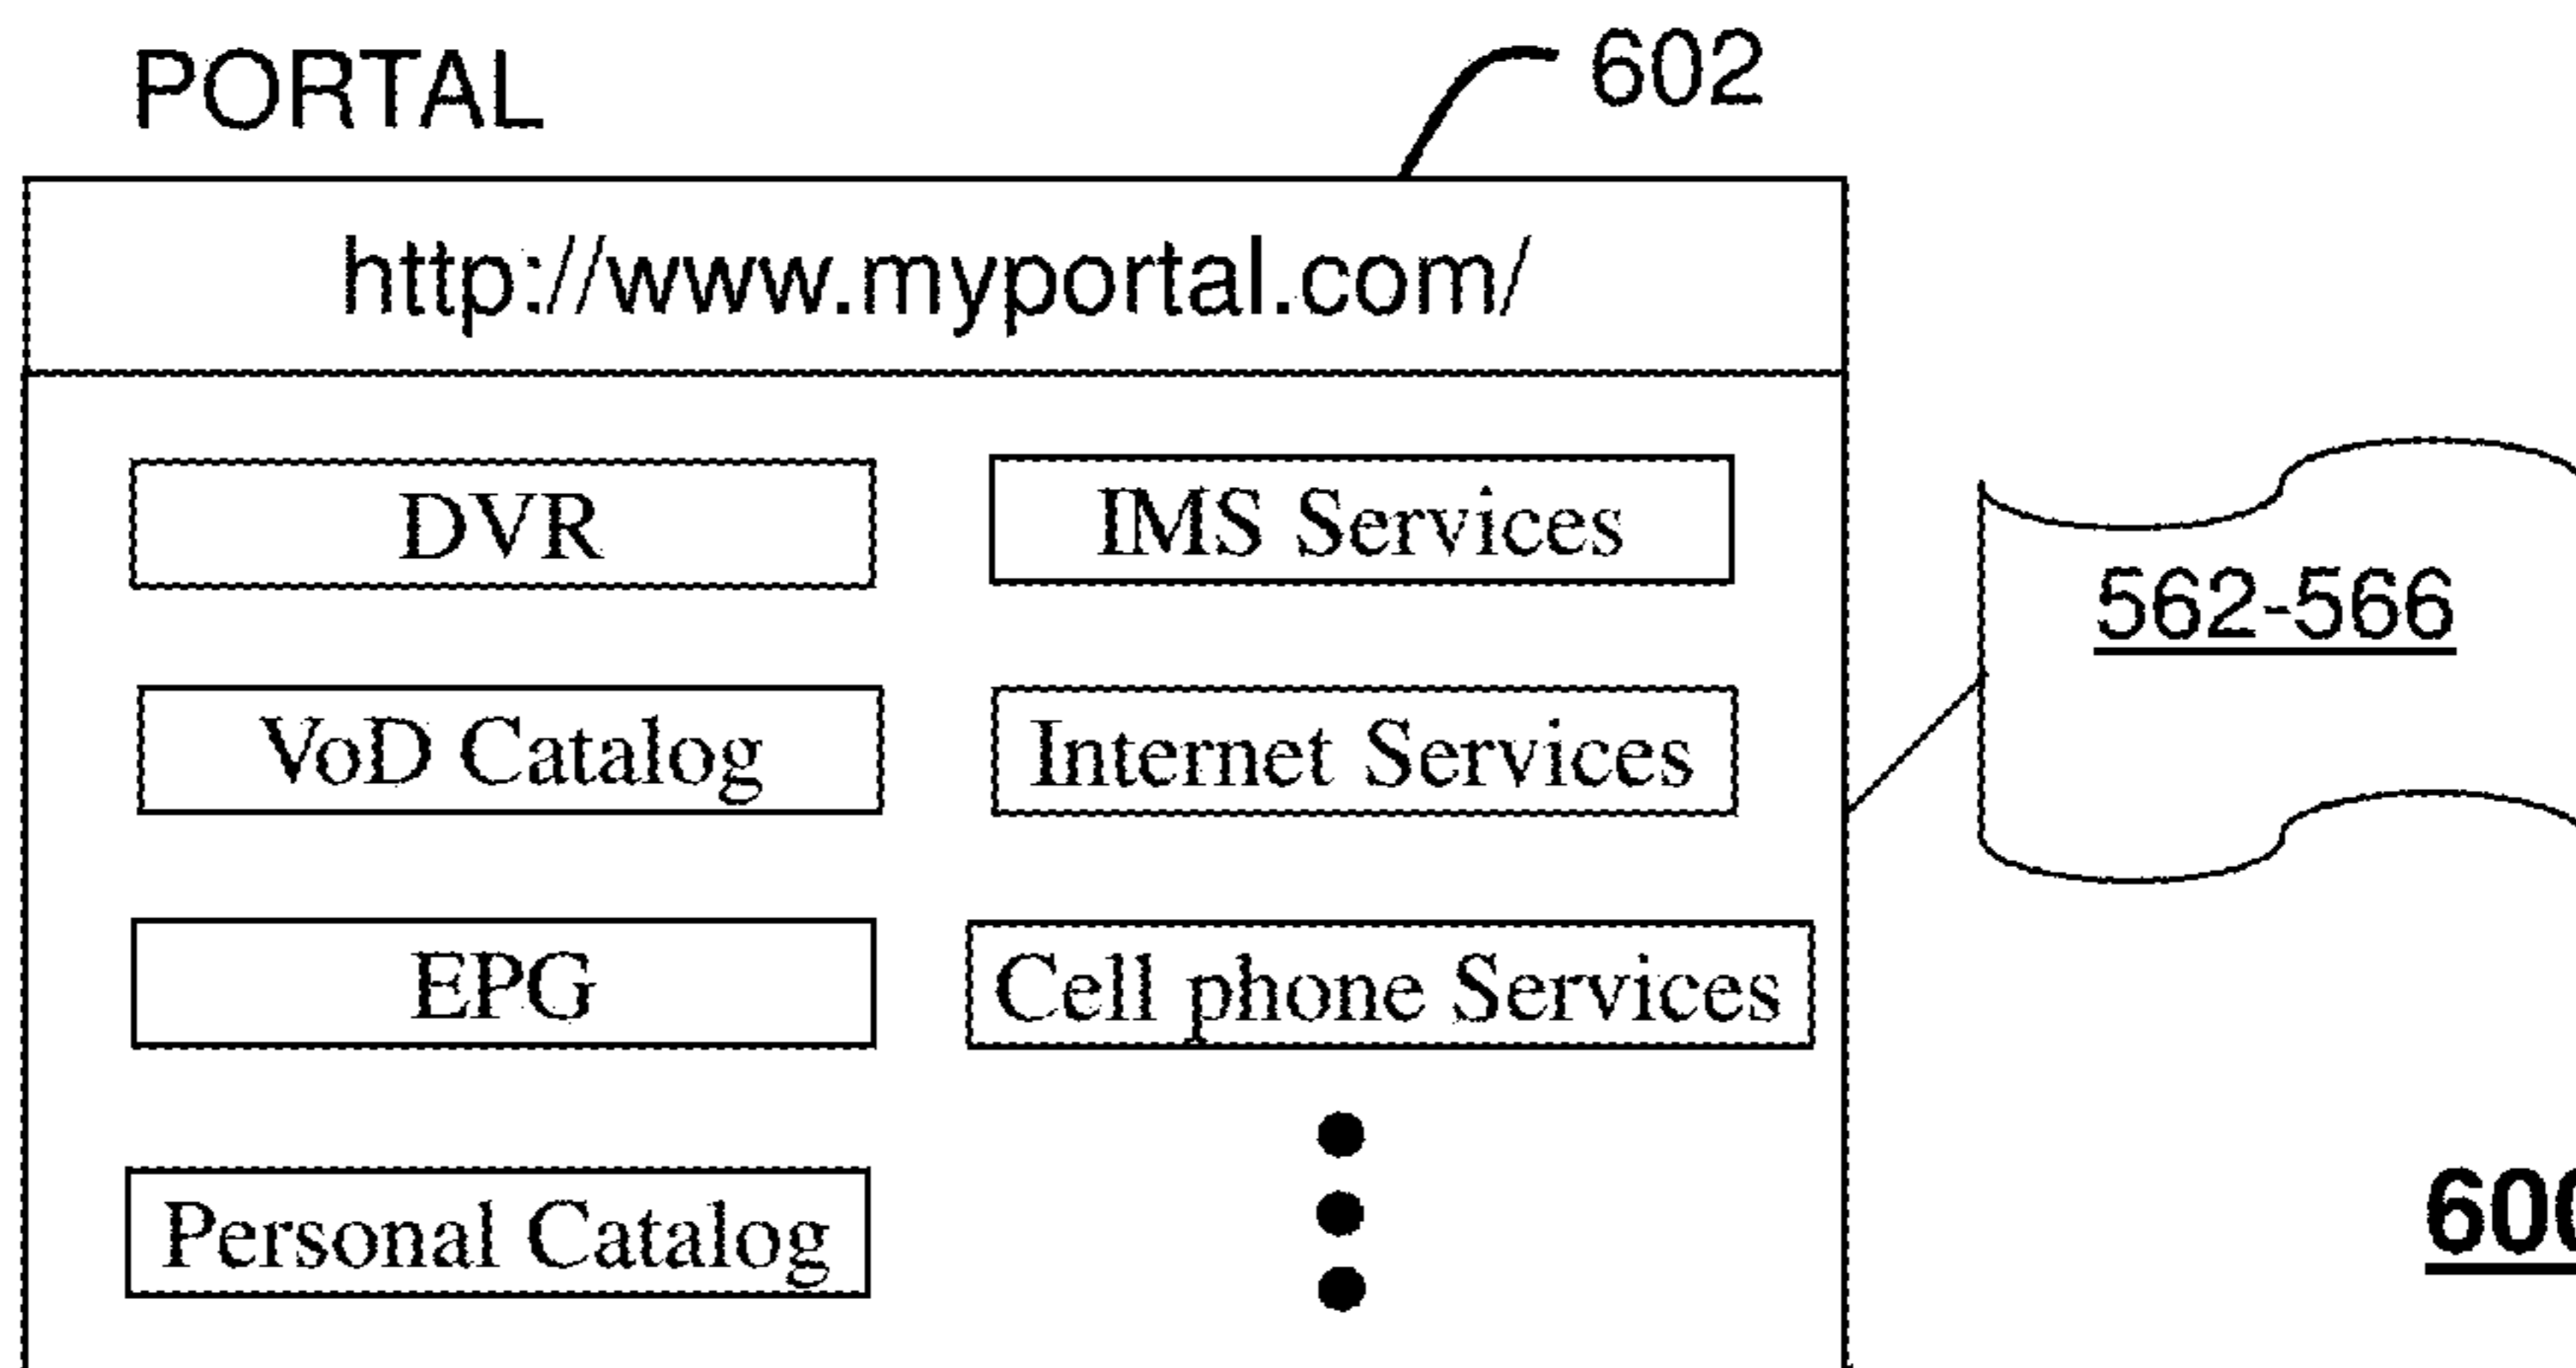 PORTAL
602
http://www.myportal.com/
DVR
IMS Services
562-566
VoD Catalog
Internet Services
EPG
Cell phone Services
Personal Catalog